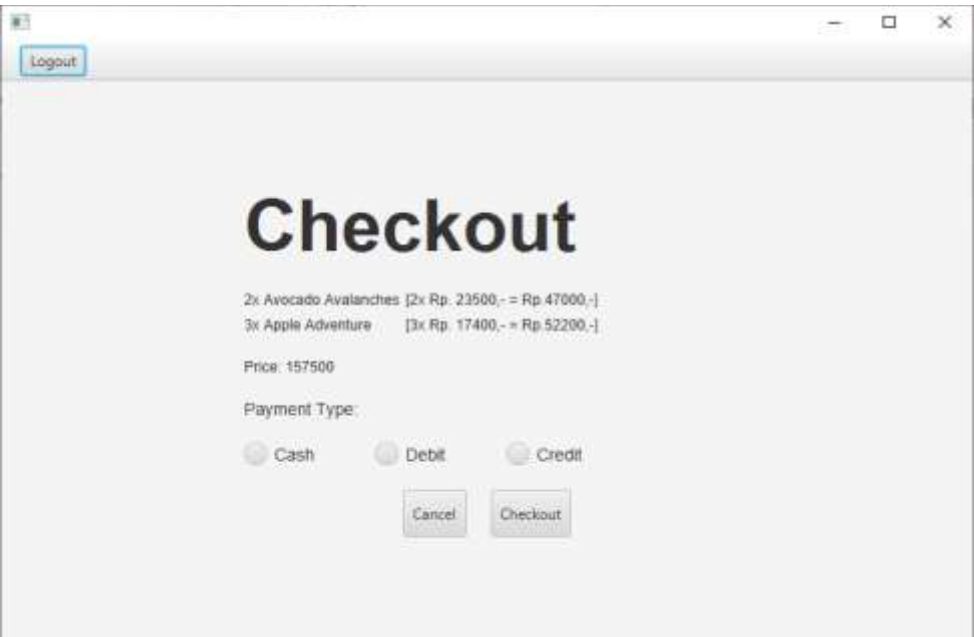 Logout
Checkout
2x Avocado Avalanches [2x Rp. 23500,- = Rp.47000,-]
3x Apple Adventure [3x Rp. 17400,- = Rp.52200,-]
Price: 157500
Payment Type:
Cash Debit Credit
Cancel Checkout